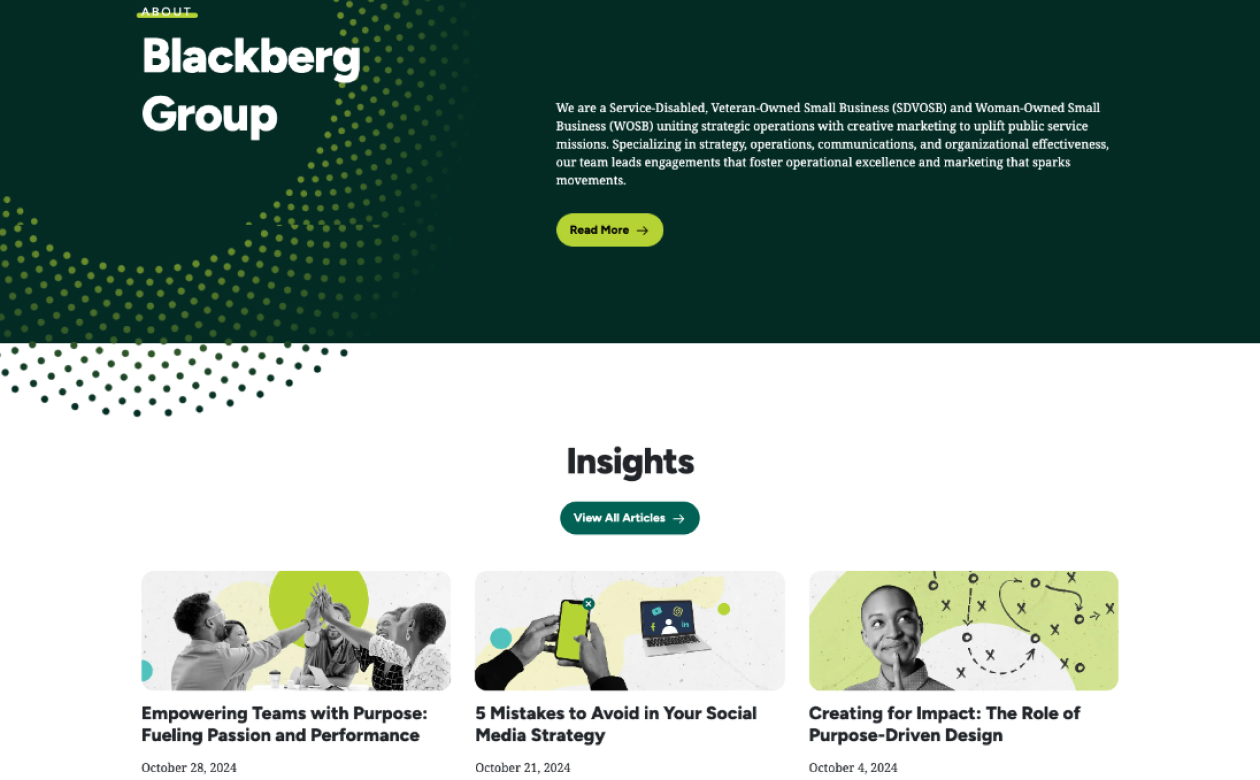 ABOUT
Blackberg
Group
We are a Service-Disabled, Veteran-Owned Small Business (SDVOSB) and Woman-Owned Small
Business (WOSB) uniting strategic operations with creative marketing to uplift public service
missions. Specializing in strategy, operations, communications, and organizational effectiveness,
our team leads engagements that foster operational excellence and marketing that sparks
movements.
Read More →
Insights
View All Articles →
Empowering Teams with Purpose:
Fueling Passion and Performance
October 28, 2024
5 Mistakes to Avoid in Your Social
Media Strategy
October 21, 2024
Creating for Impact: The Role of
Purpose-Driven Design
October 4, 2024